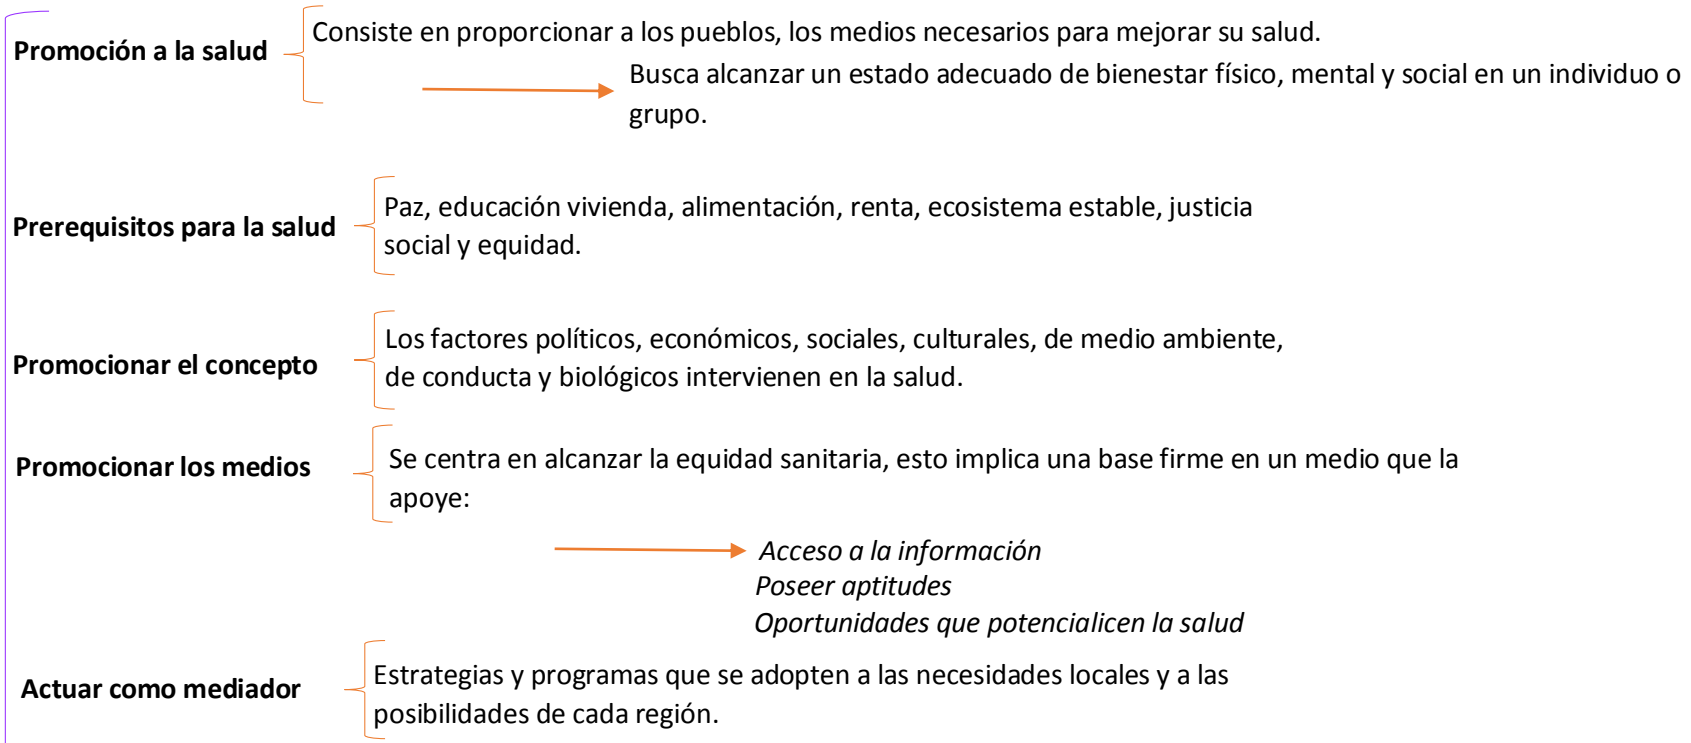 Promoción a la salud
Consiste en proporcionar a los pueblos, los medios necesarios para mejorar su salud.
Busca alcanzar un estado adecuado de bienestar físico, mental y social en un individuo o
grupo.
Prerequisitos para la salud
Paz, educación vivienda, alimentación, renta, ecosistema estable, justicia
social y equidad.
Promocionar el concepto
Los factores políticos, económicos, sociales, culturales, de medio ambiente,
de conducta y biológicos intervienen en la salud.
Promocionar los medios
Se centra en alcanzar la equidad sanitaria, esto implica una base firme en un medio que la
apoye:
Acceso a la información
Poseer aptitudes
Oportunidades que potencialicen la salud
Actuar como mediador
Estrategias y programas que se adopten a las necesidades locales y a las
posibilidades de cada región.